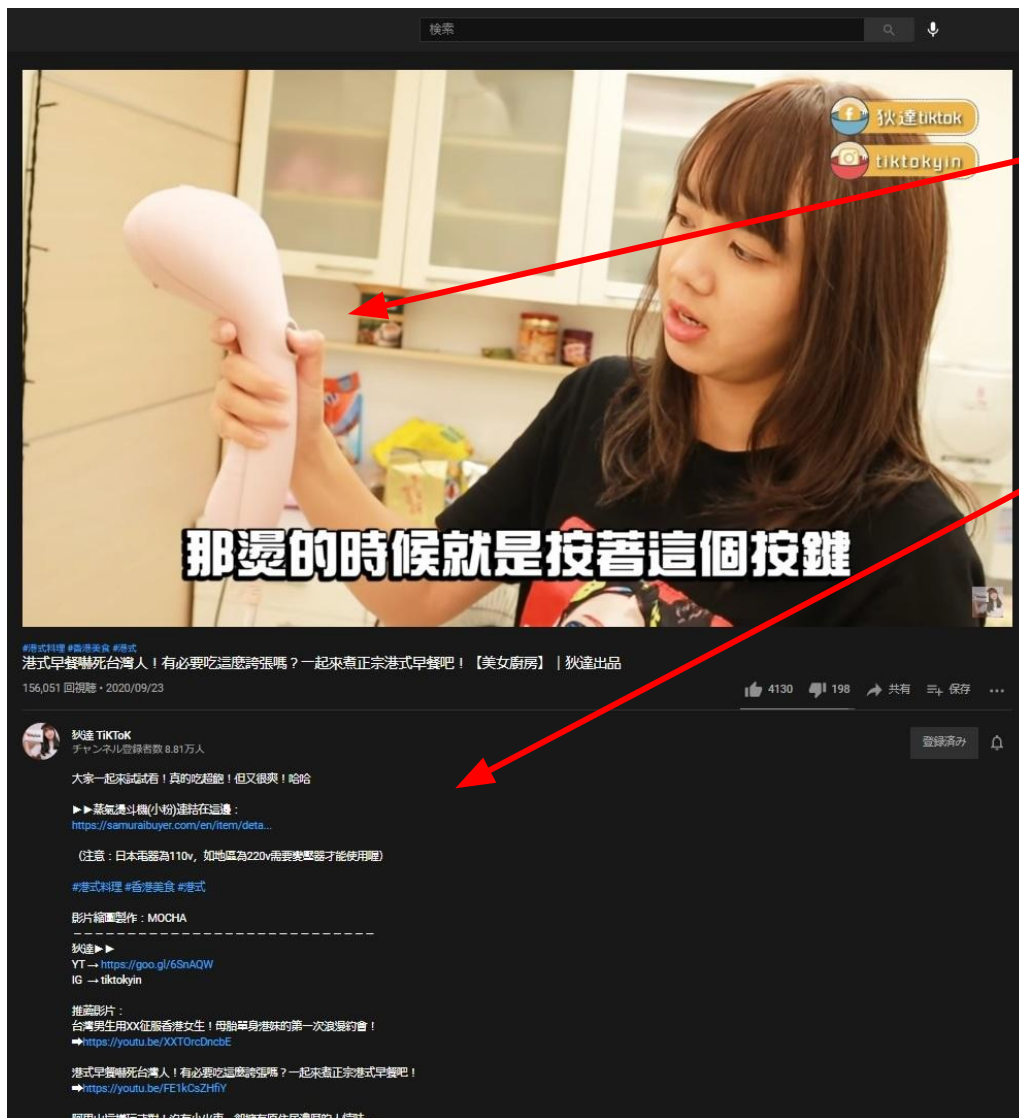 検索
狄達tiktok
tiktokyin
那燙的時候就是按著這個按鍵
#港式料理 #香港美食 #港式
港式早餐嚇死台灣人！有必要吃這麼誇張嗎？一起來煮正宗港式早餐吧！【美女廚房】｜狄達出品
156,051 回視聴・2020/09/23
4130 198 共有 保存
狄達 TiKToK
チャンネル登録者数 8.81万人
登録済み
大家一起來試試看！真的吃超飽！但又很爽！哈哈
►►蒸氣燙斗機(小粉)連結在這邊：
https://samuraibuyer.com/en/item/deta...
（注意：日本電器為110v，如地區為220v需要變壓器才能使用喔）
#港式料理 #香港美食 #港式
影片縮圖製作：MOCHA
－－－－－－－－－－－－－－－－－－－－－－－－－－－－
狄達►►
YT → https://goo.gl/6SnAQW
IG → tiktokyin
推薦影片：
台灣男生用XX征服香港女生！母胎單身港妹的第一次浪漫約會！
➡https://youtu.be/XXTOrcDncbE
港式早餐嚇死台灣人！有必要吃這麼誇張嗎？一起來煮正宗港式早餐吧！
➡https://youtu.be/FE1kCsZHfiY